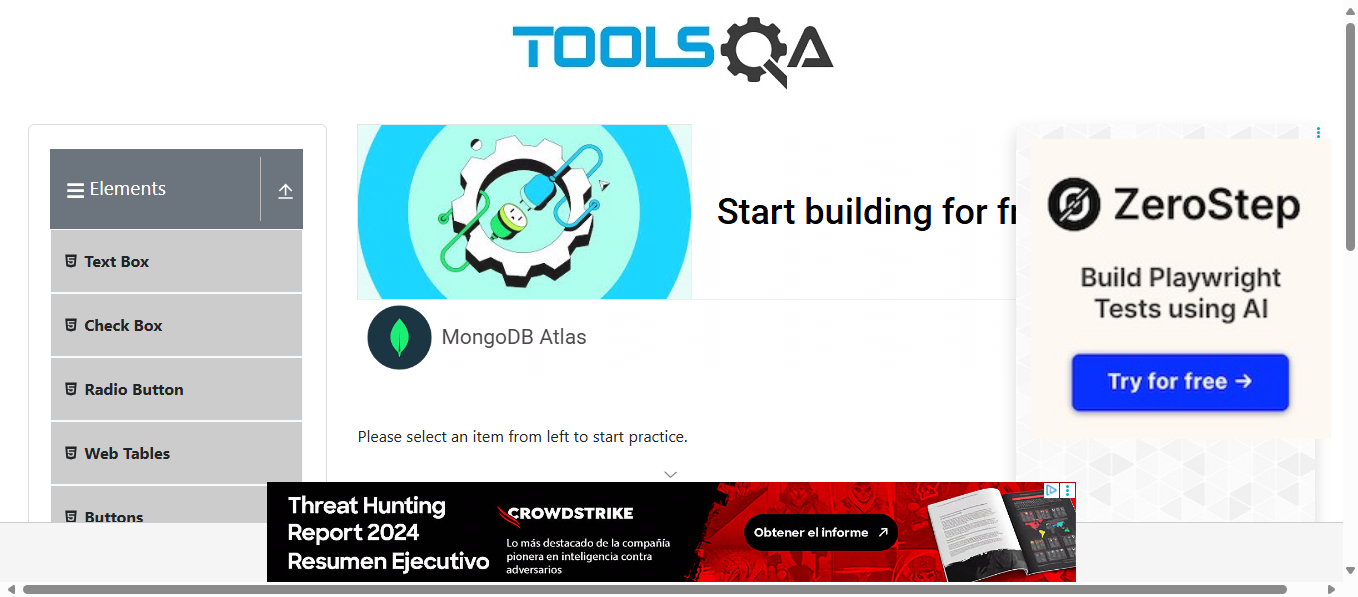 TOOLSQA
Elements
Text Box
Check Box
Radio Button
Web Tables
Buttons
Start building for fr
MongoDB Atlas
Please select an item from left to start practice.
ZeroStep
Build Playwright
Tests using AI
Try for free →
Threat Hunting
Report 2024
Resumen Ejecutivo
CROWDSTRIKE
Lo más destacado de la compañía
pionera en inteligencia contra
adversarios
Obtener el informe ↗